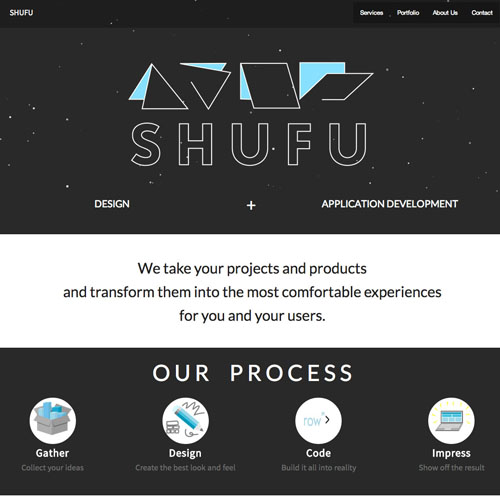 SHUFU
Services Portfolio About Us Contact
SHUFU
DESIGN + APPLICATION DEVELOPMENT
We take your projects and products
and transform them into the most comfortable experiences
for you and your users.
OUR PROCESS
row
Gather Design Code Impress
Collect your ideas Create the best look and feel Build it all into reality Show off the result